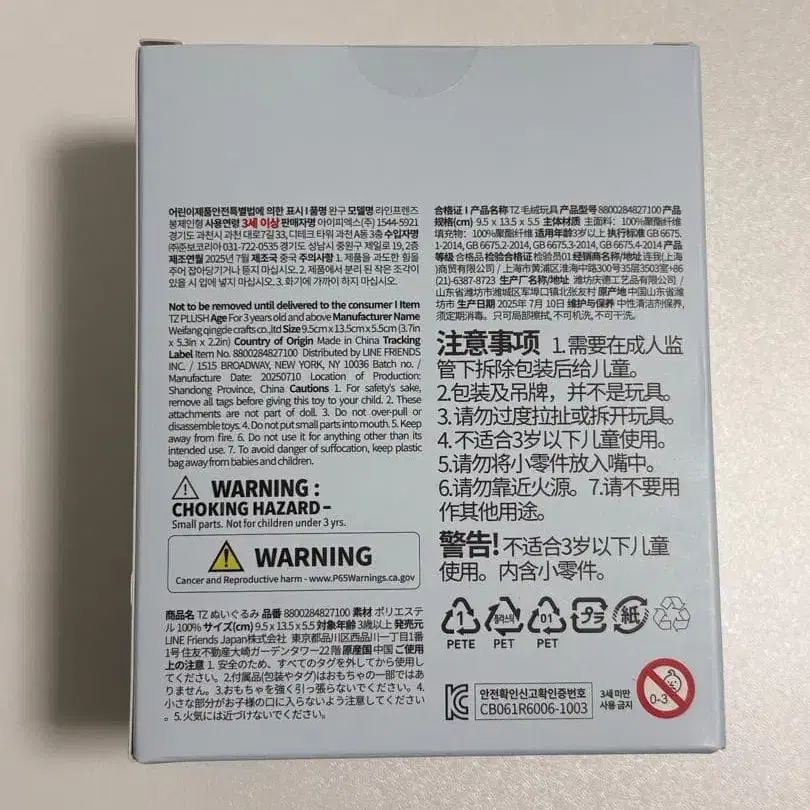 어린이제품안전특별법에 의한 표시 I 품명 완구 모델명 라인프렌즈
봉제인형 사용연령 3세 이상 판매자명 아이피엑스(주) 1544-5921
경기도 과천시 과천 대로7길 33, 디테크 타워 과천 A동 3층 수입자명
(주)준보코리아 031-722-0535 경기도 성남시 중원구 제일로 19, 2층
제조연월 2025년 7월 제조국 중국 주의사항 1. 제품을 과도한 힘을
주어 잡아당기거나 뜯지 마십시오. 2. 제품에서 분리 된 작은 조각이
있을 시 입에 넣지 마십시오. 3. 화기에 가까이 하지 마십시오.
Not to be removed until delivered to the consumer I Item
TZ PLUSH Age For 3 years old and above Manufacturer Name
Weifang qingde crafts co.,ltd Size 9.5cm x 13.5cm x 5.5cm (3.7in
x 5.3in x 2.2in) Country of Origin Made in China Tracking
Label Item No. 8800284827100 Distributed by LINE FRIENDS
INC. / 1515 BROADWAY, NEW YORK, NY 10036 Batch no. /
Manufacture Date: 20250710 Location of Production:
Shandong Province, China Cautions 1. For safety's sake,
remove all tags before giving this toy to your child. 2. These
attachments are not part of doll. 3. Do not over-pull or
disassemble toys. 4. Do not put small parts into mouth. 5. Keep
away from fire. 6. Do not use it for anything other than its
intended use. 7. To avoid danger of suffocation, keep plastic
bag away from babies and children.
WARNING :
CHOKING HAZARD-
Small parts. Not for children under 3 yrs.
WARNING
Cancer and Reproductive harm - www.P65Warnings.ca.gov
商品名 TZ ぬいぐるみ 品番 8800284827100 素材 ポリエステ
ル 100% サイズ(cm) 9.5 x 13.5 x 5.5 対象年齢 3歳以上 発売元
LINE Friends Japan株式会社 東京都品川区西品川一丁目1番
1号 住友不動産大崎ガーデンタワー22階 原産国 中国 ご使用
上の注意 1. 安全のため、すべてのタグを外してから使用し
てください。2.付属品(包装やタグ)はおもちゃの一部ではあ
りません。3.おもちゃを強く引っ張らないでください。4.
小さな部分がお子様の口に入らないよう注意してください
。5.火気には近づけないでください。
合格证 I 产品名称 TZ 毛绒玩具 产品型号 8800284827100 产品
规格(cm) 9.5 x 13.5 x 5.5 主体材质 主面料：100%聚酯纤维
填充物：100%聚酯纤维 适用年龄3岁以上 执行标准 GB 6675.
1-2014, GB 6675.2-2014, GB 6675.3-2014, GB 6675.4-2014 产品
等级 合格品 检验合格证 检验员01 经销商名称/地址 连我(上
海)商贸有限公司 / 上海市黄浦区淮海中路300号35层3503室+86
(21)-6387-8723 生产厂名称/地址 潍坊庆德工艺品有限公司 /
山东省潍坊市潍城区军埠口镇北张友村 原产地 中国山东省潍
坊市 生产日期 2025年 7月 10日 维护与保养 中性清洁剂保养,
须定期消毒。只可局部擦拭, 不可机洗, 不可干洗。
注意事项 1. 需要在成人监
管下拆除包装后给儿童。
2.包装及吊牌，并不是玩具。
3. 请勿过度拉扯或拆开玩具。
4. 不适合3岁以下儿童使用。
5.请勿将小零件放入嘴中。
6.请勿靠近火源。7.请不要用
作其他用途。
警告! 不适合3岁以下儿童
使用。内含小零件。
1 플라스틱 01 プラ 紙
PETE PET PET
안전확인신고확인증번호
CB061R6006-1003
3세 미만
사용 금지
0-3